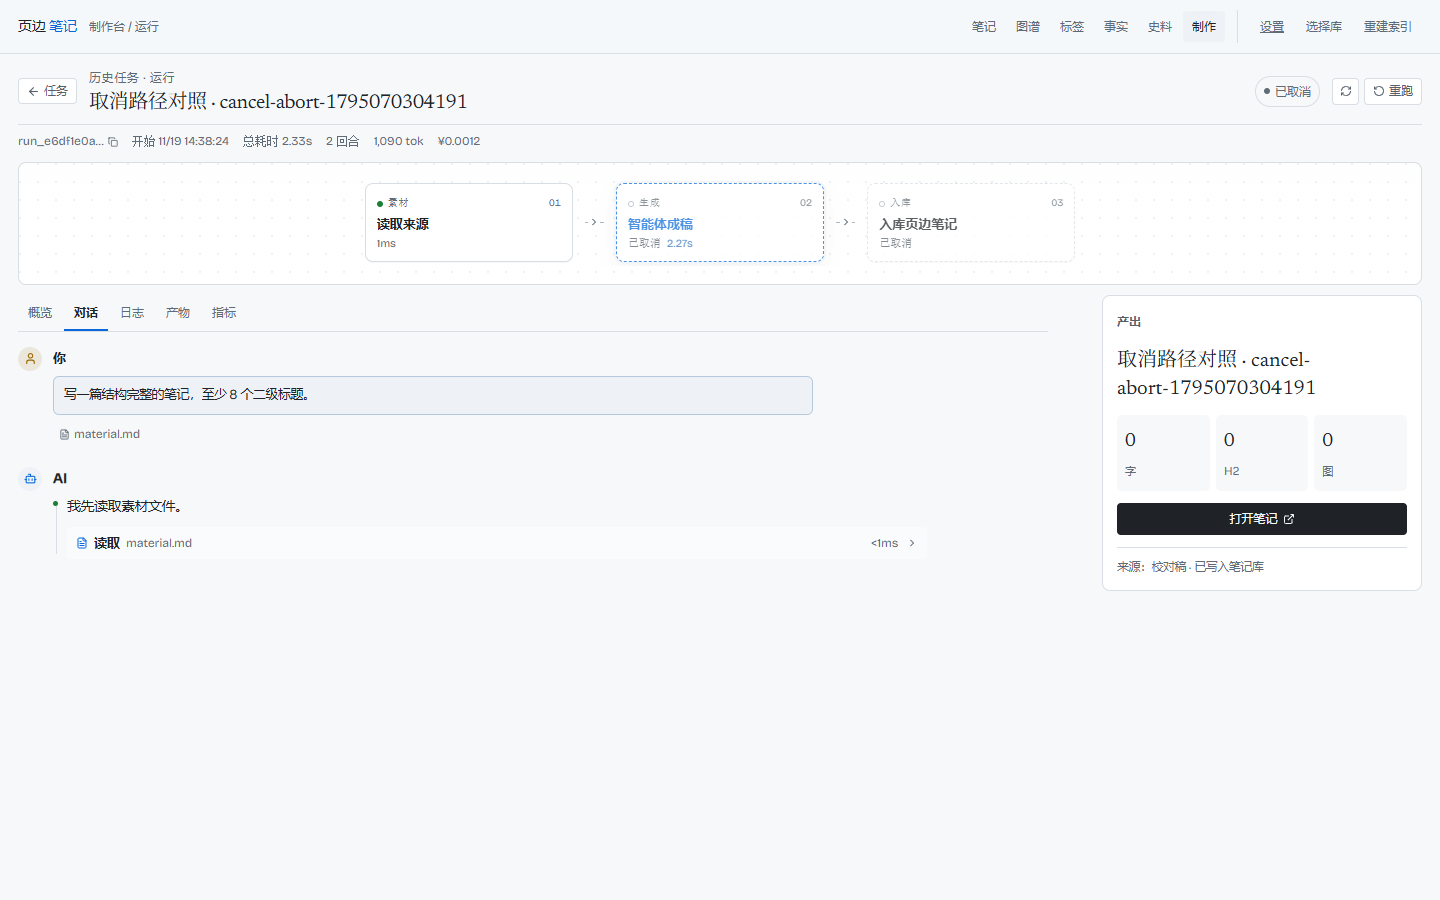 页边 笔记 制作台 / 运行 笔记 图谱 标签 事实 史料 制作 设置 选择库 重建索引
← 任务
历史任务 · 运行
取消路径对照 · cancel-abort-1795070304191
已取消 重跑
run_e6df1e0a... 开始 11/19 14:38:24 总耗时 2.33s 2 回合 1,090 tok ¥0.0012
素材 01
读取来源
1ms
生成 02
智能体成稿
已取消 2.27s
入库 03
入库页边笔记
已取消
概览 对话 日志 产物 指标
你
写一篇结构完整的笔记，至少 8 个二级标题。
material.md
AI
我先读取素材文件。
读取 material.md <1ms
产出
取消路径对照 · cancel-
abort-1795070304191
0 0 0
字 H2 图
打开笔记
来源：校对稿 · 已写入笔记库